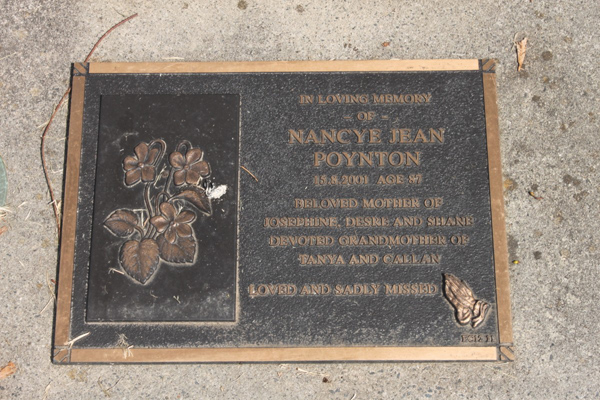 IN LOVING MEMORY
- OF -
NANCYE JEAN
POYNTON
15.8.2001 AGE 87
BELOVED MOTHER OF
JOSEPHINE, DESRE AND SHANE
DEVOTED GRANDMOTHER OF
TANYA AND CALLAN
LOVED AND SADLY MISSED